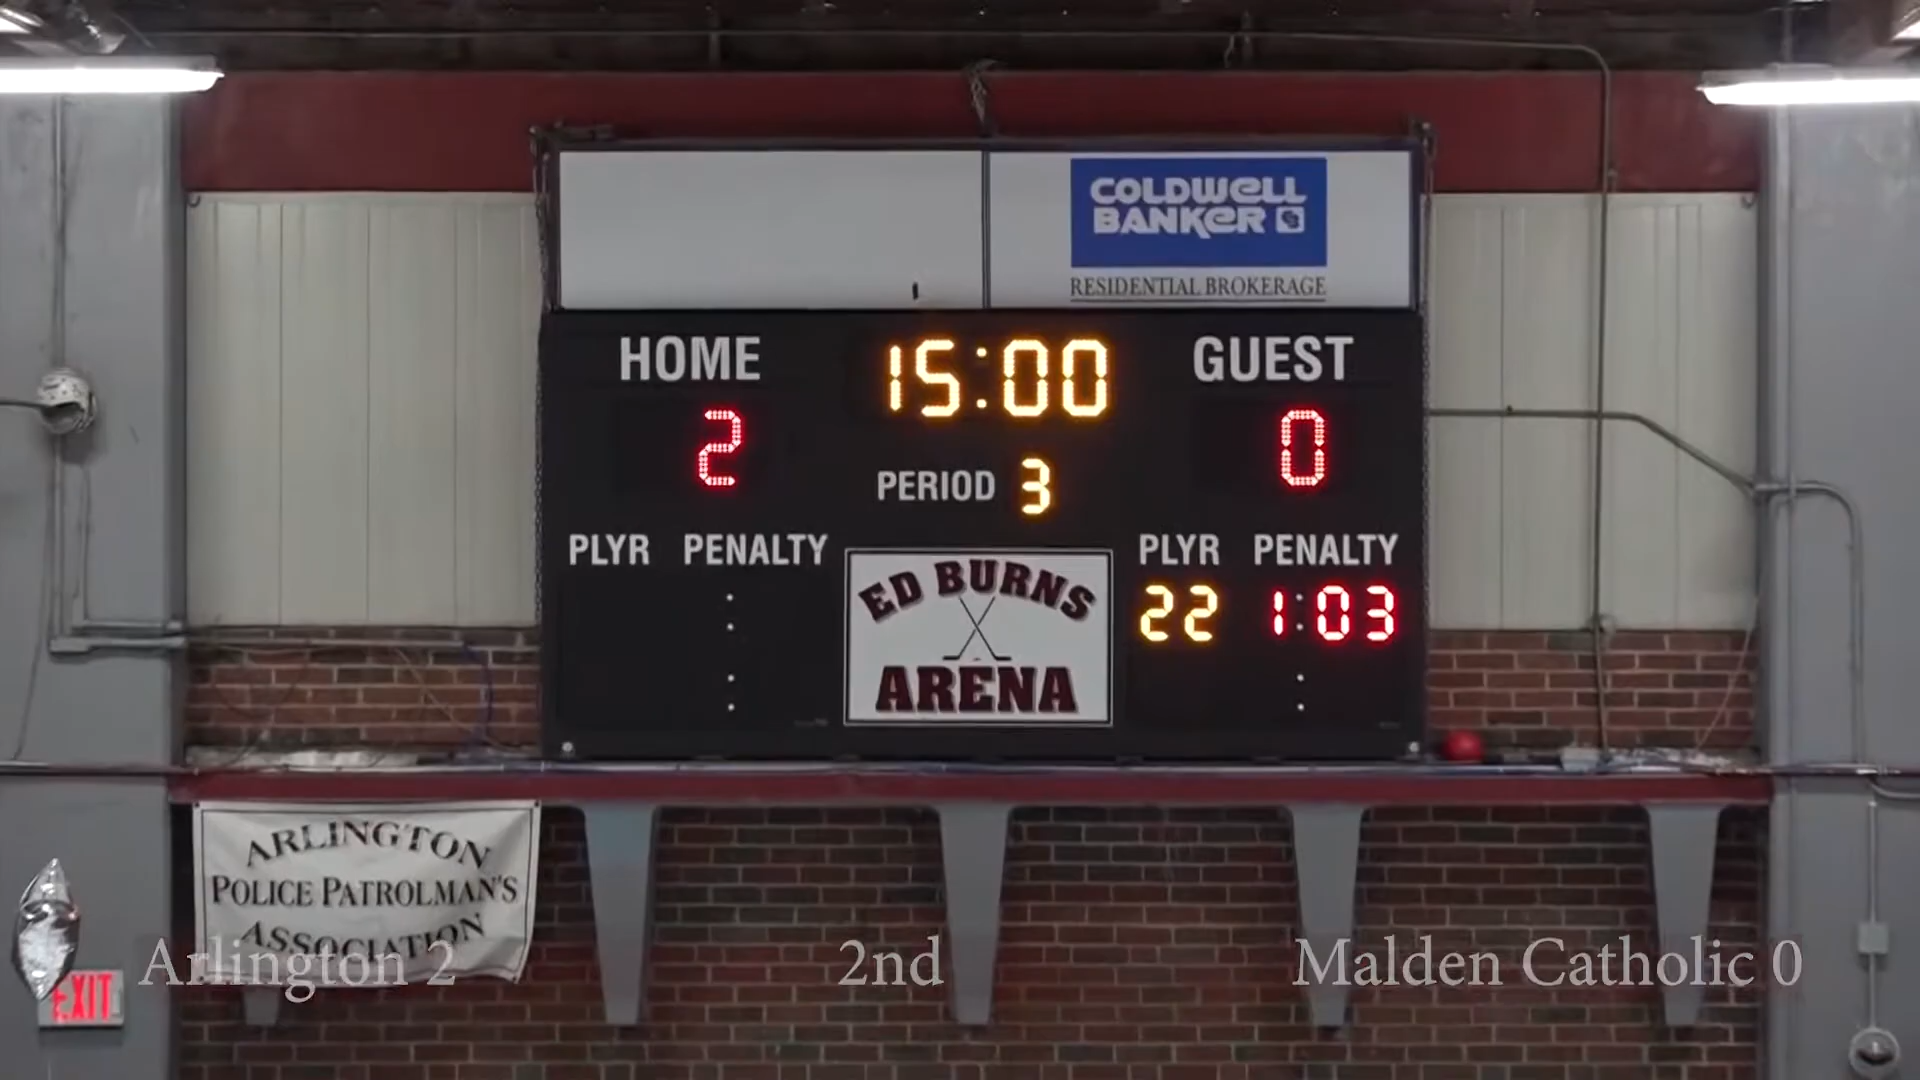 COLDWELL
BANKER
RESIDENTIAL BROKERAGE
HOME 15:00 GUEST
2 0
PERIOD 3
PLYR PENALTY PLYR PENALTY
22 1:03
ED BURNS
ARENA
ARLINGTON
POLICE PATROLMAN'S
ASSOCIATION
EXIT
Arlington 2 2nd Malden Catholic 0